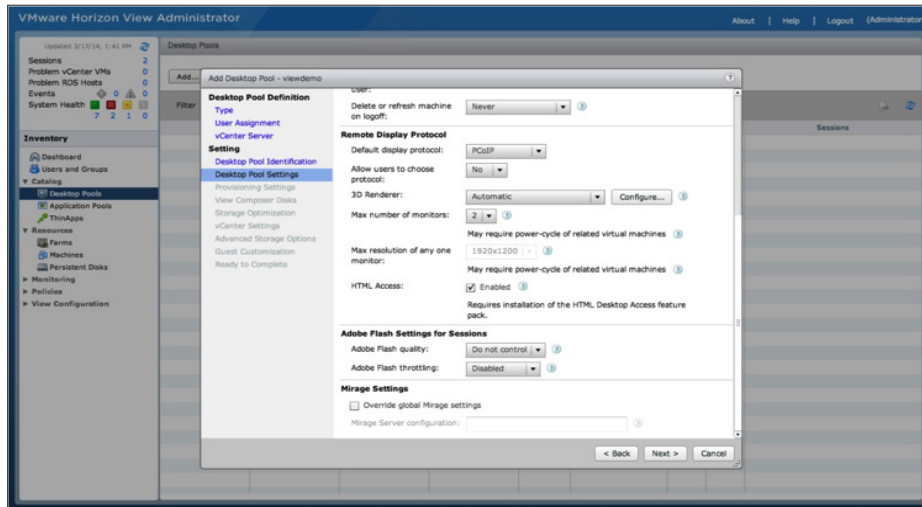 VMware Horizon View Administrator
About | Help | Logout (Administrator
Updated 3/17/14, 1:41 PM
Sessions 2
Problem vCenter VMs 0
Problem RDS Hosts 0
Events 0 0
System Health
7 2 1 0
Inventory
Dashboard
Users and Groups
Catalog
Desktop Pools
Application Pools
ThinApps
Resources
Farms
Machines
Persistent Disks
Monitoring
Policies
View Configuration
Desktop Pools
Add...
Filter
Sessions
Add Desktop Pool - viewdemo
?
Desktop Pool Definition
Type
User Assignment
vCenter Server
Setting
Desktop Pool Identification
Desktop Pool Settings
Provisioning Settings
View Composer Disks
Storage Optimization
vCenter Settings
Advanced Storage Options
Guest Customization
Ready to Complete
user:
Delete or refresh machine Never
on logoff:
Remote Display Protocol
Default display protocol: PCoIP
Allow users to choose No
protocol:
3D Renderer: Automatic Configure...
Max number of monitors: 2
May require power-cycle of related virtual machines
Max resolution of any one 1920x1200
monitor:
May require power-cycle of related virtual machines
HTML Access: Enabled
Requires installation of the HTML Desktop Access feature
pack.
Adobe Flash Settings for Sessions
Adobe Flash quality: Do not control
Adobe Flash throttling: Disabled
Mirage Settings
Override global Mirage settings
Mirage Server configuration:
< Back Next > Cancel